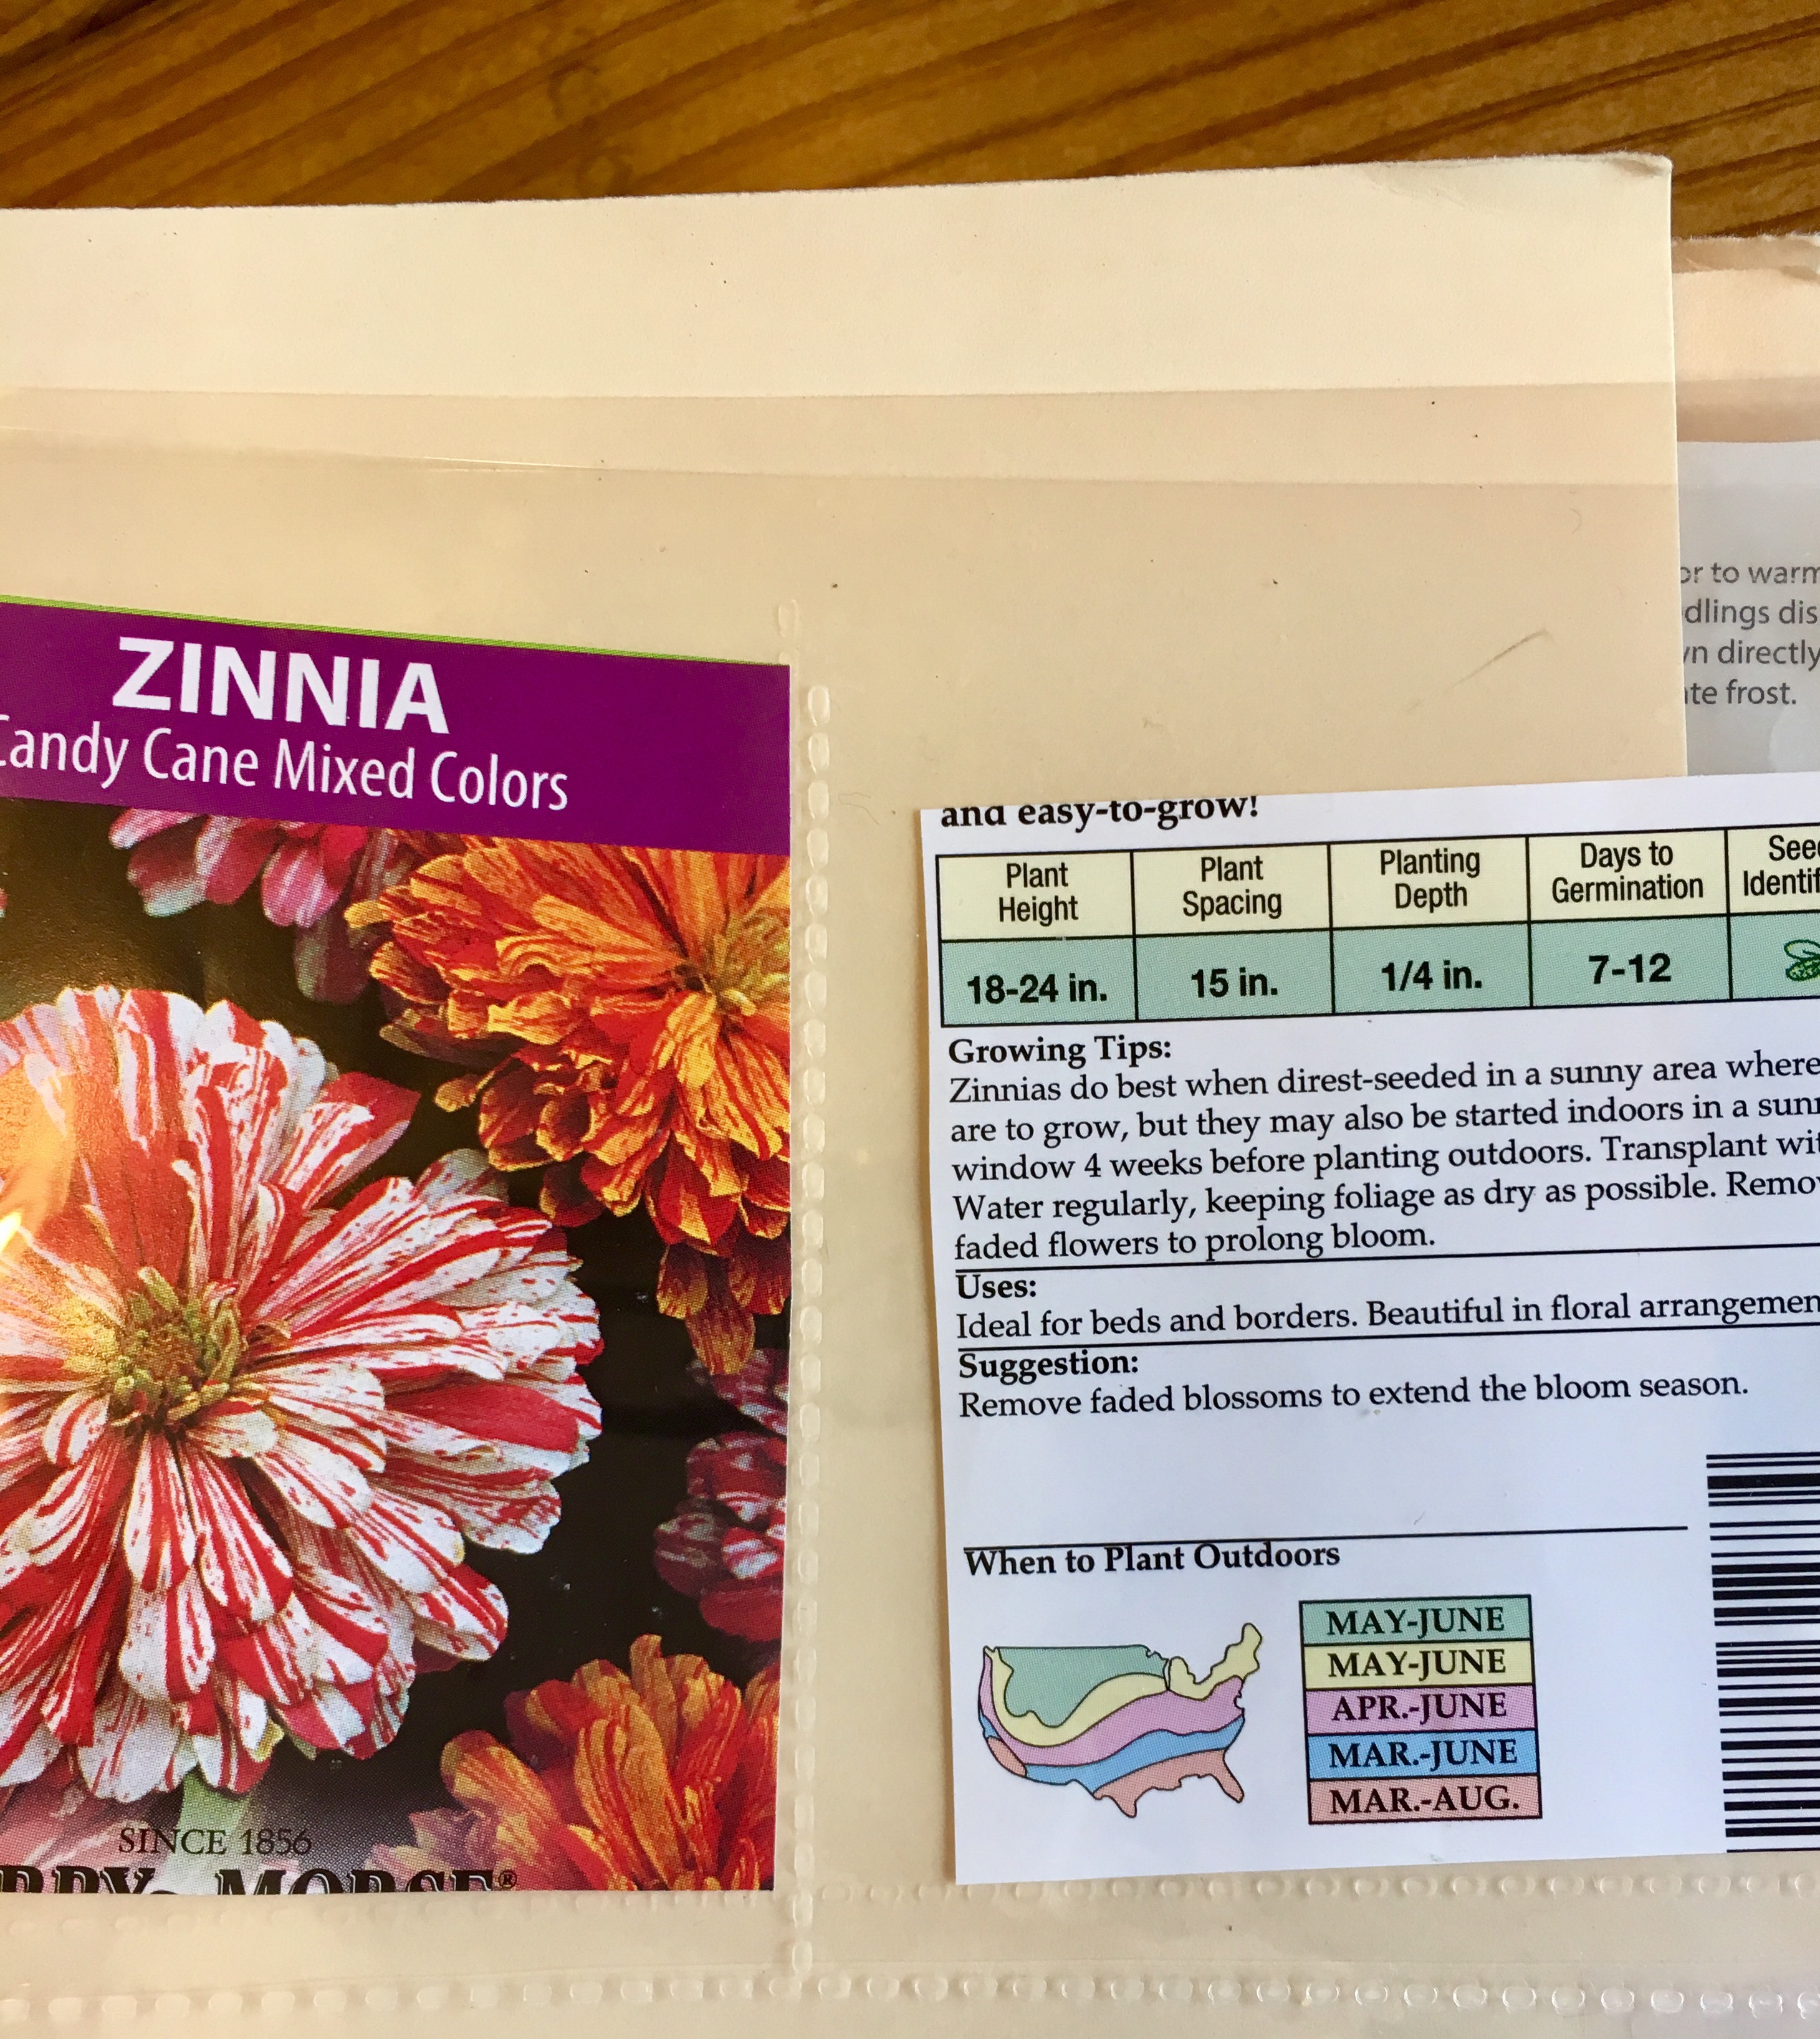 ZINNIA
Candy Cane Mixed Colors
SINCE 1856
MORSE®
or to warm
dlings dis
directly
frost.
and easy-to-grow!
Plant Height
Plant Spacing
Planting Depth
Days to Germination
18-24 in.
15 in.
1/4 in.
7-12
Growing Tips:
Zinnias do best when direst-seeded in a sunny area where
are to grow, but they may also be started indoors in a sunn
window 4 weeks before planting outdoors. Transplant wit
Water regularly, keeping foliage as dry as possible. Remov
faded flowers to prolong bloom.
Uses:
Ideal for beds and borders. Beautiful in floral arrangemen
Suggestion:
Remove faded blossoms to extend the bloom season.
When to Plant Outdoors
MAY-JUNE
MAY-JUNE
APR.-JUNE
MAR.-JUNE
MAR.-AUG.